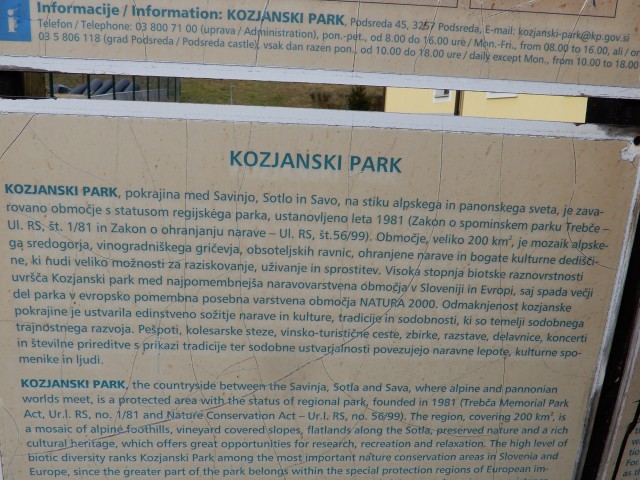 i
Informacije / Information: KOZJANSKI PARK, Podsreda 45, 3257 Podsreda, E-mail: kozjanski-park@kp.gov.si
Telefon / Telephone: 03 800 71 00 (uprava / Administration), pon.-pet., od 8.00 do 16.00 ure / Mon.-Fri., from 08.00 to 16.00, ali / or
03 5 806 118 (grad Podsreda / Podsreda castle), vsak dan razen pon., od 10.00 do 18.00 ure / daily except Mon., from 10.00 to 18.00
KOZJANSKI PARK
KOZJANSKI PARK, pokrajina med Savinjo, Sotlo in Savo, na stiku alpskega in panonskega sveta, je zava-
rovano območje s statusom regijskega parka, ustanovljeno leta 1981 (Zakon o spominskem parku Trebče –
Ul. RS, št. 1/81 in Zakon o ohranjanju narave – Ul. RS, št.56/99). Območje, veliko 200 km², je mozaik alpske-
ga sredogorja, vinogradniškega gričevja, obsoteljskih ravnic, ohranjene narave in bogate kulturne dedišči-
ne, ki nudi veliko možnosti za raziskovanje, uživanje in sprostitev. Visoka stopnja biotske raznovrstnosti
uvršča Kozjanski park med najpomembnejša naravovarstvena območja v Sloveniji in Evropi, saj spada večji
del parka v evropsko pomembna posebna varstvena območja NATURA 2000. Odmaknjenost kozjanske
pokrajine je ustvarila edinstveno sožitje narave in kulture, tradicije in sodobnosti, ki so temelji sodobnega
trajnostnega razvoja. Pešpoti, kolesarske steze, vinsko-turistične ceste, zbirke, razstave, delavnice, koncerti
in številne prireditve s prikazi tradicije ter sodobne ustvarjalnosti povezujejo naravne lepote, kulturne spo-
menike in ljudi.
KOZJANSKI PARK, the countryside between the Savinja, Sotla and Sava, where alpine and pannonian
worlds meet, is a protected area with the status of regional park, founded in 1981 (Trebča Memorial Park
Act, Ur.l. RS, no. 1/81 and Nature Conservation Act – Ur.l. RS, no. 56/99). The region, covering 200 km², is
a mosaic of alpine foothills, vineyard covered slopes, flatlands along the Sotla, preserved nature and a rich
cultural heritage, which offers great opportunities for research, recreation and relaxation. The high level of
biotic diversity ranks Kozjanski Park among the most important nature conservation areas in Slovenia and
Europe, since the greater part of the park belongs within the special protection regions of European im-